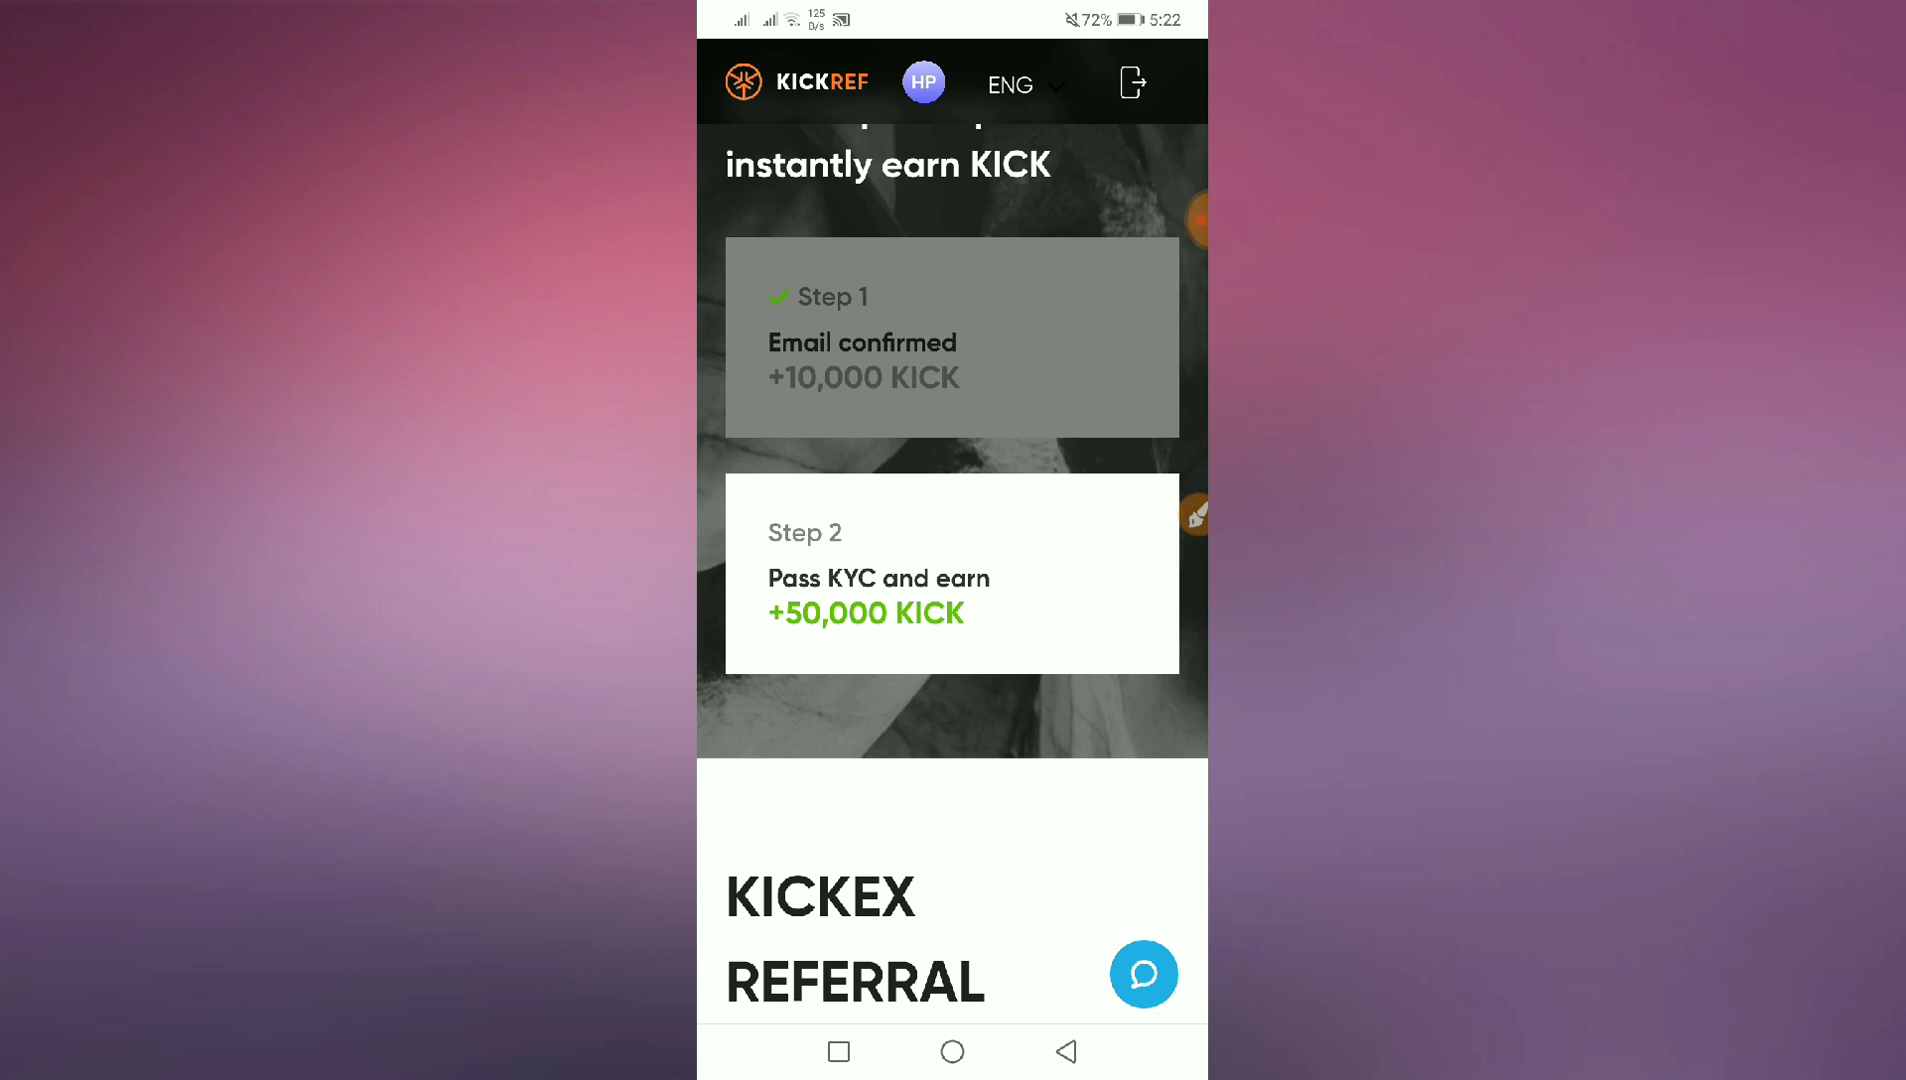 125
B/s
72%
5:22
KICKREF
HP
ENG
instantly earn KICK
Step 1
Email confirmed
+10,000 KICK
Step 2
Pass KYC and earn
+50,000 KICK
KICKEX
REFERRAL